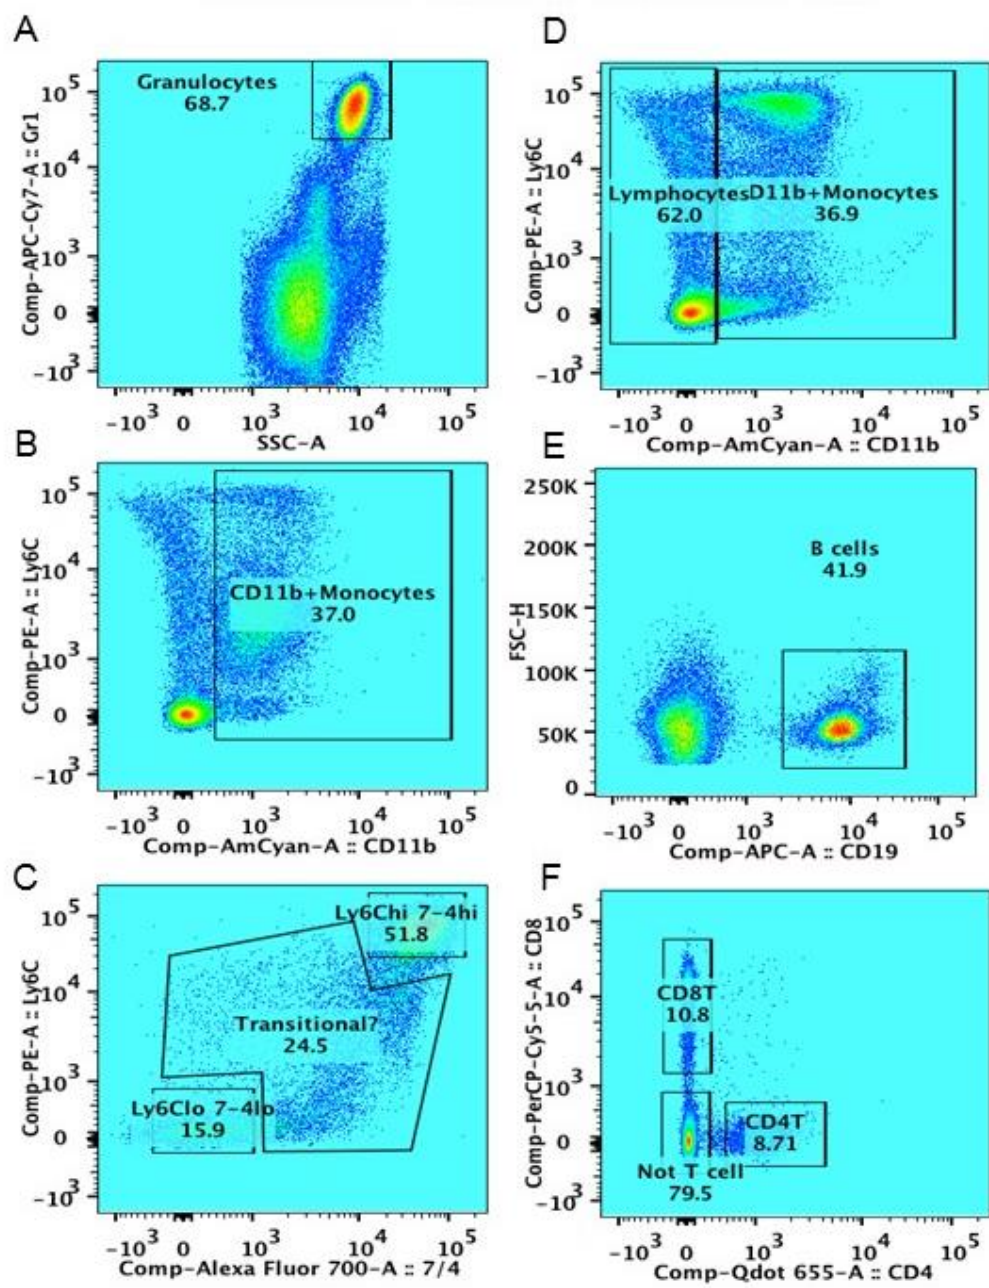 A
Granulocytes
68.7
10^5
10^4
10^3
0
-10^3
Comp-APC-Cy7-A :: Gr1
-10^3 0 10^3 10^4 10^5
SSC-A
B
CD11b+Monocytes
37.0
10^5
10^4
10^3
0
-10^3
Comp-PE-A :: Ly6C
-10^3 0 10^3 10^4 10^5
Comp-AmCyan-A :: CD11b
C
Ly6Chi 7-4hi
51.8
Transitional?
24.5
Ly6Clo 7-4lo
15.9
10^5
10^4
10^3
0
-10^3
Comp-PE-A :: Ly6C
-10^3 0 10^3 10^4 10^5
Comp-Alexa Fluor 700-A :: 7/4
D
Lymphocytes
62.0
D11b+Monocytes
36.9
10^5
10^4
10^3
0
-10^3
Comp-PE-A :: Ly6C
-10^3 0 10^3 10^4 10^5
Comp-AmCyan-A :: CD11b
E
B cells
41.9
250K
200K
150K
100K
50K
0
FSC-H
-10^3 0 10^3 10^4 10^5
Comp-APC-A :: CD19
F
CD8T
10.8
CD4T
8.71
Not T cell
79.5
10^5
10^4
10^3
0
-10^3
Comp-PerCP-Cy5-5-A :: CD8
-10^3 0 10^3 10^4 10^5
Comp-Qdot 655-A :: CD4